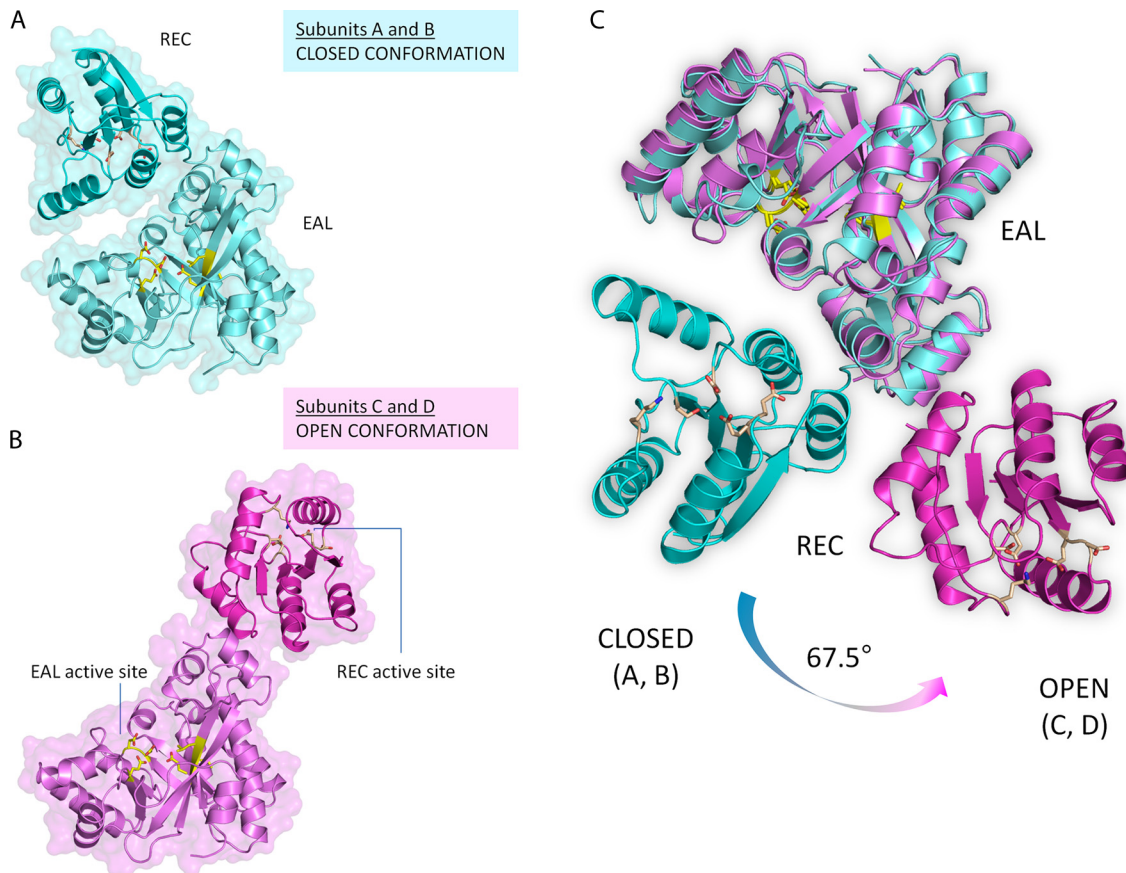 A
REC
Subunits A and B
CLOSED CONFORMATION
EAL
Subunits C and D
OPEN CONFORMATION
B
EAL active site
REC active site
C
EAL
REC
CLOSED
(A, B)
67.5°
OPEN
(C, D)